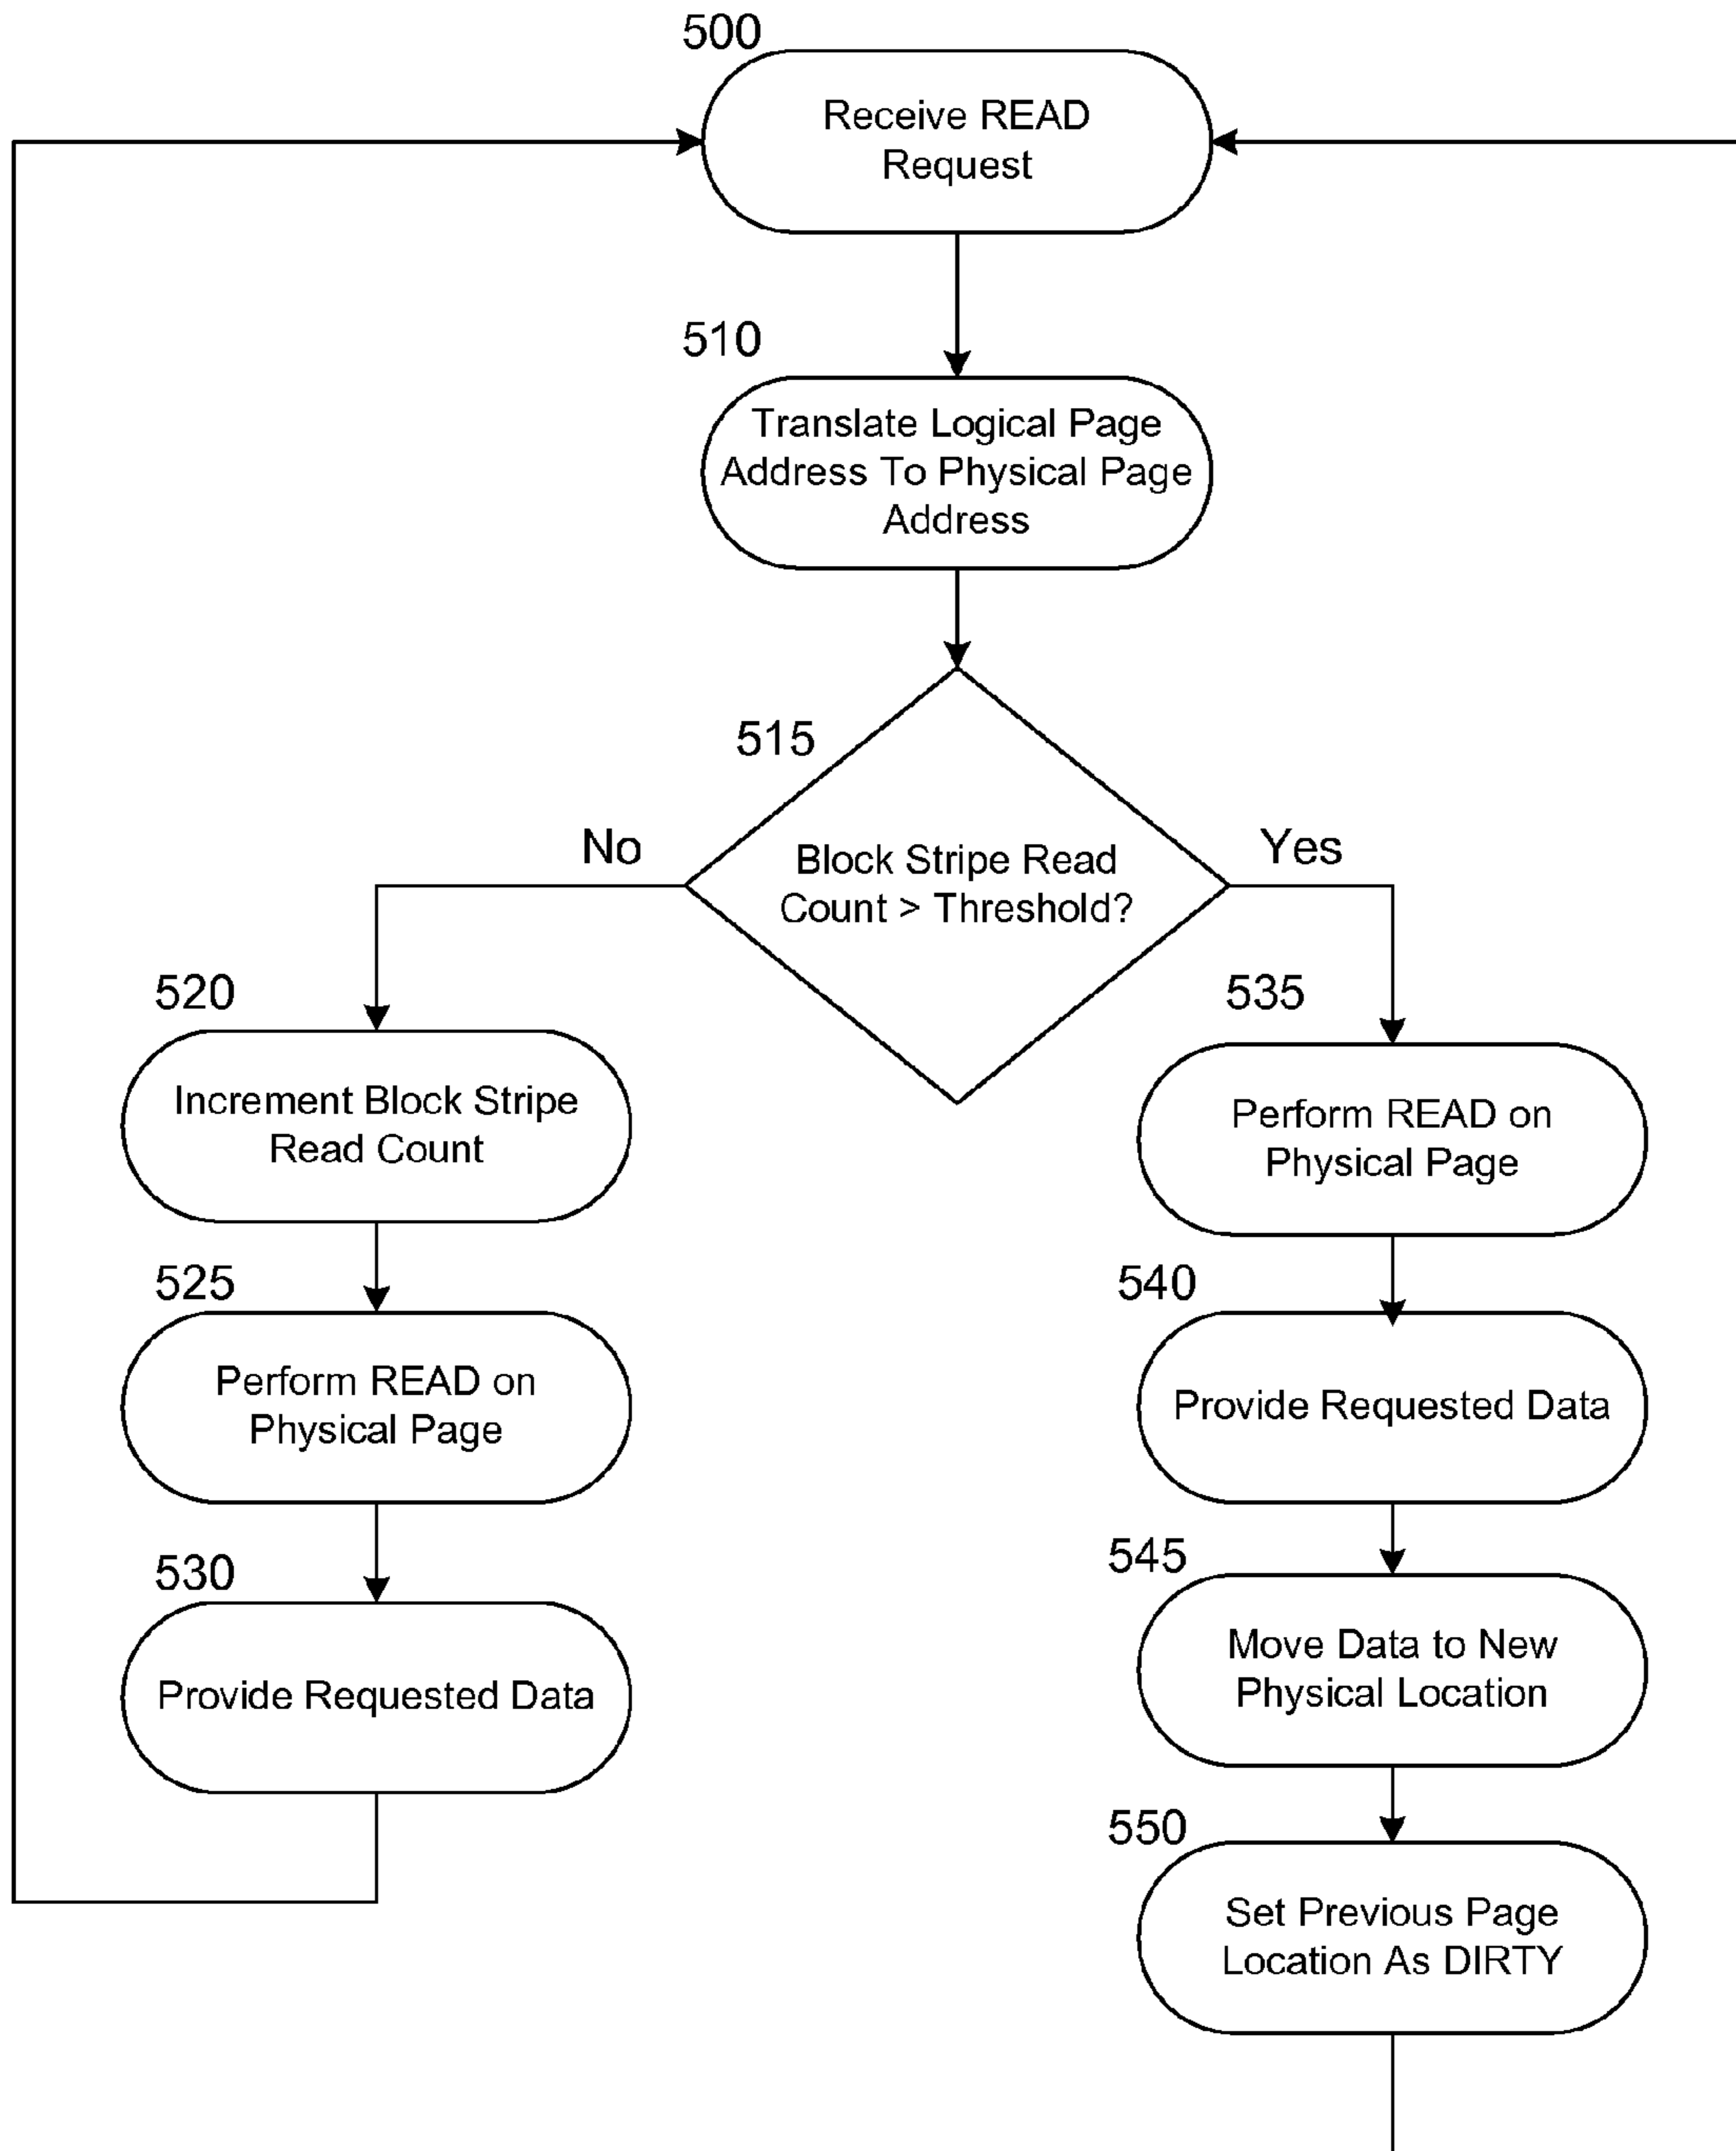 500
Receive READ
Request
510
Translate Logical Page
Address To Physical Page
Address
515
No
Block Stripe Read
Count > Threshold?
Yes
520
Increment Block Stripe
Read Count
525
Perform READ on
Physical Page
530
Provide Requested Data
535
Perform READ on
Physical Page
540
Provide Requested Data
545
Move Data to New
Physical Location
550
Set Previous Page
Location As DIRTY